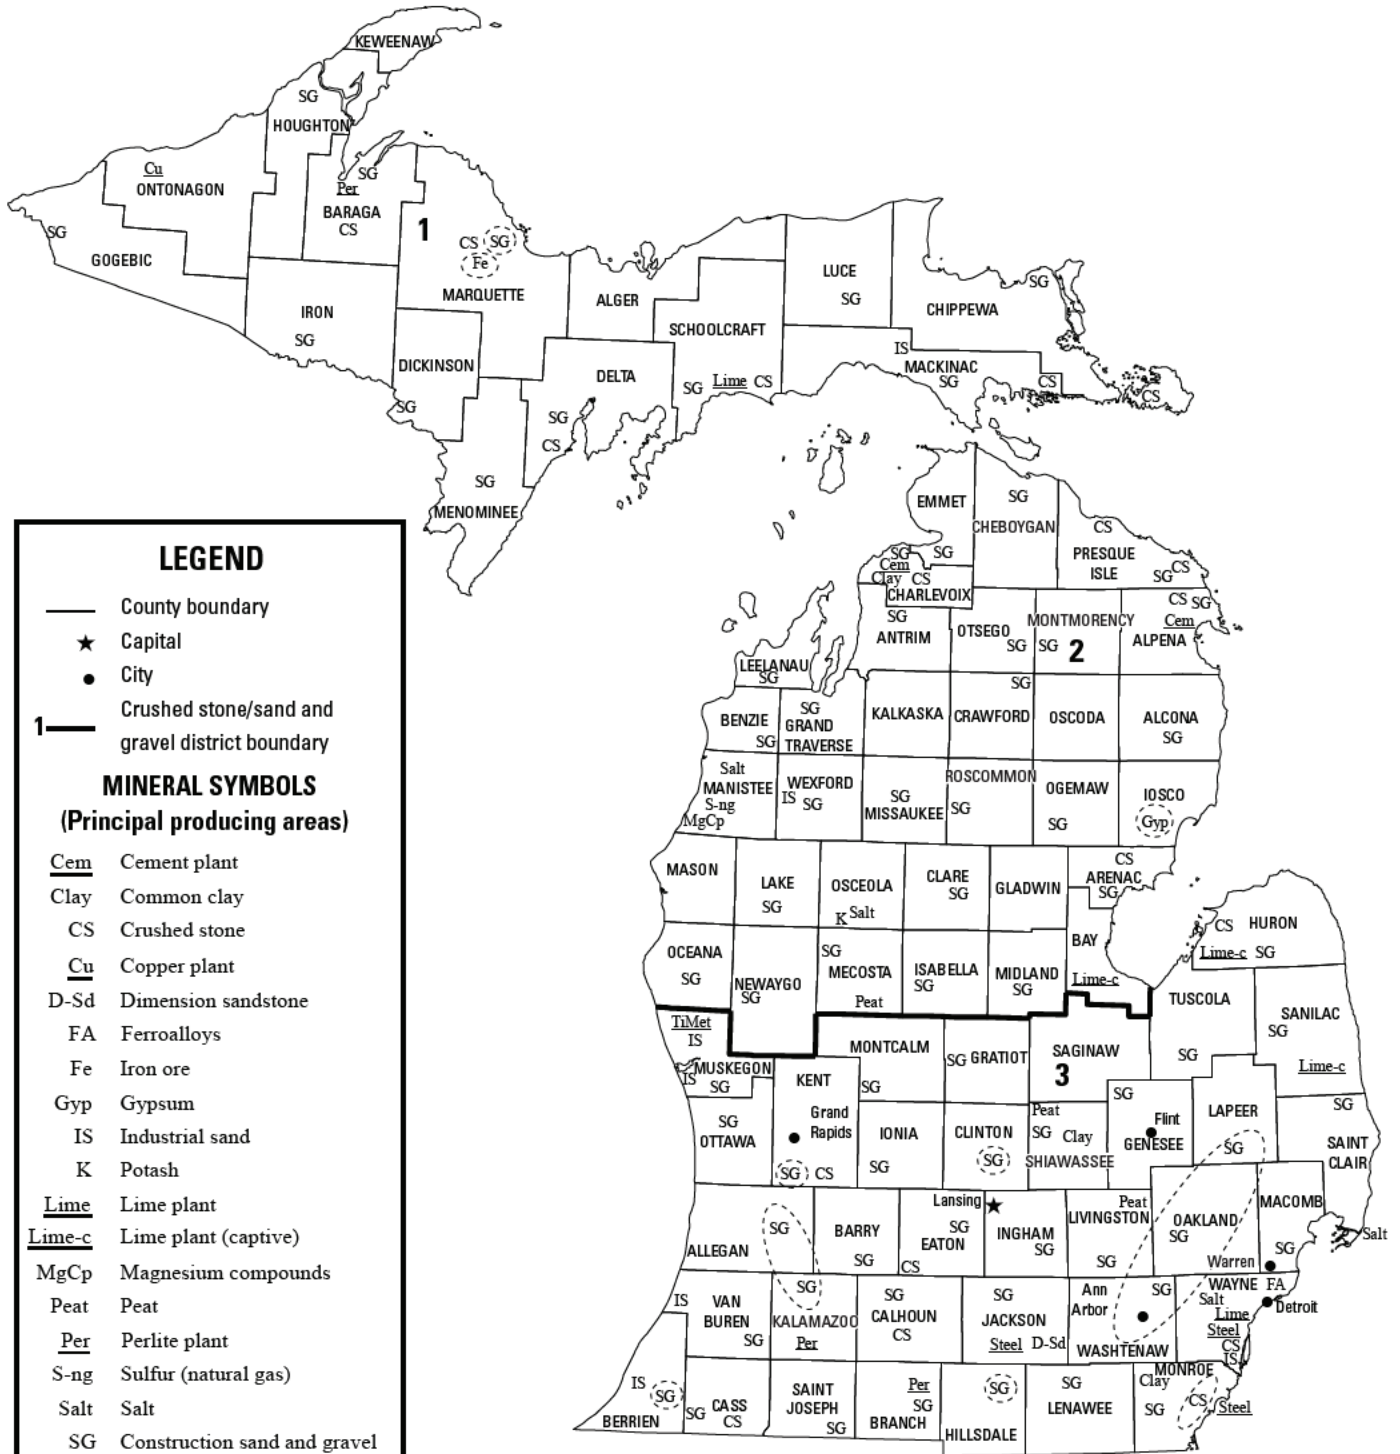 KEWEENAW
SG
HOUGHTON
Cu
ONTONAGON
SG
Per
BARAGA
CS
SG
GOGEBIC
1
CS SG
Fe
MARQUETTE
IRON
SG
ALGER
LUCE
SG
SG
CHIPPEWA
SCHOOLCRAFT
SG Lime CS
IS
MACKINAC
SG
CS
CS
DICKINSON
SG
DELTA
SG
CS
SG
MENOMINEE
EMMET
SG
SG
CHEBOYGAN
CS
PRESQUE
ISLE
SG CS
SG
Cem
Clay CS
CHARLEVOIX
SG
ANTRIM
OTSEGO
SG
MONTMORENCY
SG
2
CS SG
Cem
ALPENA
LEELANAU
SG
BENZIE
SG
SG
GRAND
TRAVERSE
KALKASKA
SG
CRAWFORD
OSCODA
ALCONA
SG
Salt
MANISTEE
S-ng
MgCp
WEXFORD
IS SG
SG
MISSAUKEE
ROSCOMMON
SG
OGEMAW
SG
IOSCO
Gyp
MASON
LAKE
SG
OSCEOLA
K Salt
CLARE
SG
GLADWIN
CS
ARENAC
SG
OCEANA
SG
NEWAYGO
SG
SG
MECOSTA
Peat
ISABELLA
SG
MIDLAND
SG
BAY
Lime-c
CS HURON
Lime-c SG
TUSCOLA
SG
SANILAC
SG
Lime-c
TiMet
IS
MUSKEGON
IS SG
KENT
Grand
Rapids
SG CS
MONTCALM
SG
SG GRATIOT
SAGINAW
3
SG
OTTAWA
IONIA
SG
CLINTON
SG
Peat
SG Clay
SHIAWASSEE
SG
Flint
GENESEE
LAPEER
SG
SG
SAINT
CLAIR
SG
ALLEGAN
BARRY
SG
Lansing
SG
EATON
CS
INGHAM
SG
Peat
LIVINGSTON
SG
OAKLAND
SG
MACOMB
SG
Warren
Salt
IS
VAN
BUREN
SG
SG
KALAMAZOO
Per
SG
CALHOUN
CS
SG
JACKSON
Steel D-Sd
Ann
Arbor
SG
WASHTENAW
WAYNE FA
Salt
Detroit
Lime
Steel
CS
IS
IS
SG
BERRIEN
SG CASS
CS
SAINT
JOSEPH
SG
Per
SG
BRANCH
SG
HILLSDALE
SG
LENAWEE
MONROE
Clay
SG
CS
Steel
LEGEND
County boundary
Capital
City
1 Crushed stone/sand and
gravel district boundary
MINERAL SYMBOLS
(Principal producing areas)
Cem Cement plant
Clay Common clay
CS Crushed stone
Cu Copper plant
D-Sd Dimension sandstone
FA Ferroalloys
Fe Iron ore
Gyp Gypsum
IS Industrial sand
K Potash
Lime Lime plant
Lime-c Lime plant (captive)
MgCp Magnesium compounds
Peat Peat
Per Perlite plant
S-ng Sulfur (natural gas)
Salt Salt
SG Construction sand and gravel